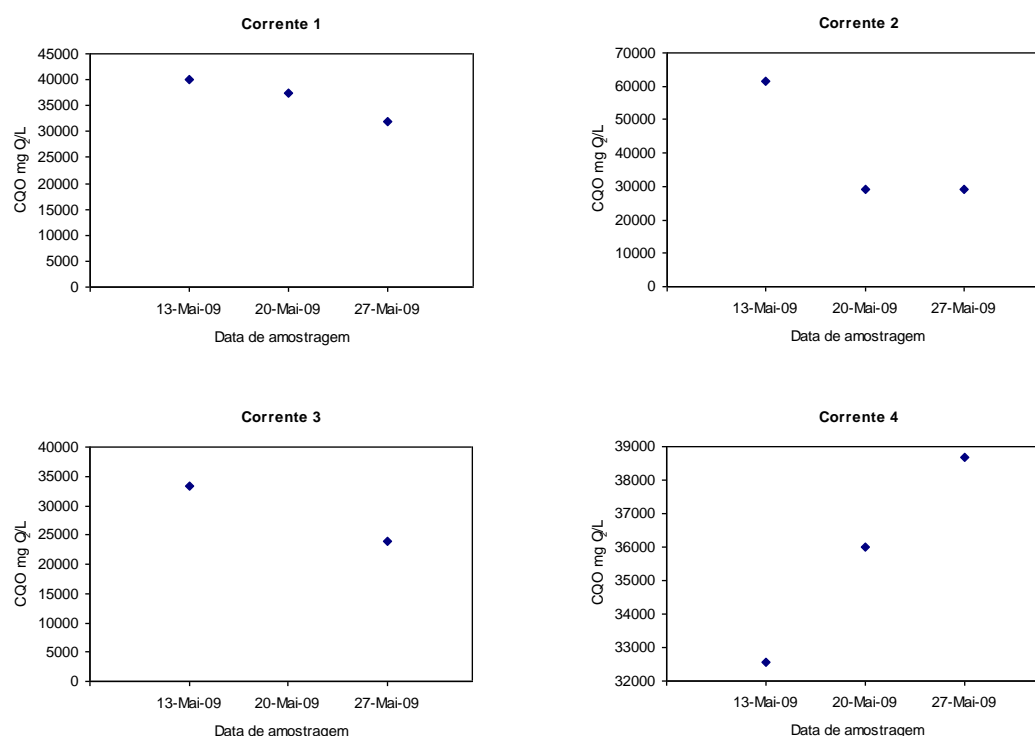 Corrente 1
45000
40000
35000
30000
25000
20000
15000
10000
5000
0
CQO mg O2/L
13-Mai-09 20-Mai-09 27-Mai-09
Data de amostragem
Corrente 2
70000
60000
50000
40000
30000
20000
10000
0
CQO mg O2/L
13-Mai-09 20-Mai-09 27-Mai-09
Data de amostragem
Corrente 3
40000
35000
30000
25000
20000
15000
10000
5000
0
CQO mg O2/L
13-Mai-09 20-Mai-09 27-Mai-09
Data de amostragem
Corrente 4
39000
38000
37000
36000
35000
34000
33000
32000
CQO mg O2/L
13-Mai-09 20-Mai-09 27-Mai-09
Data de amostragem